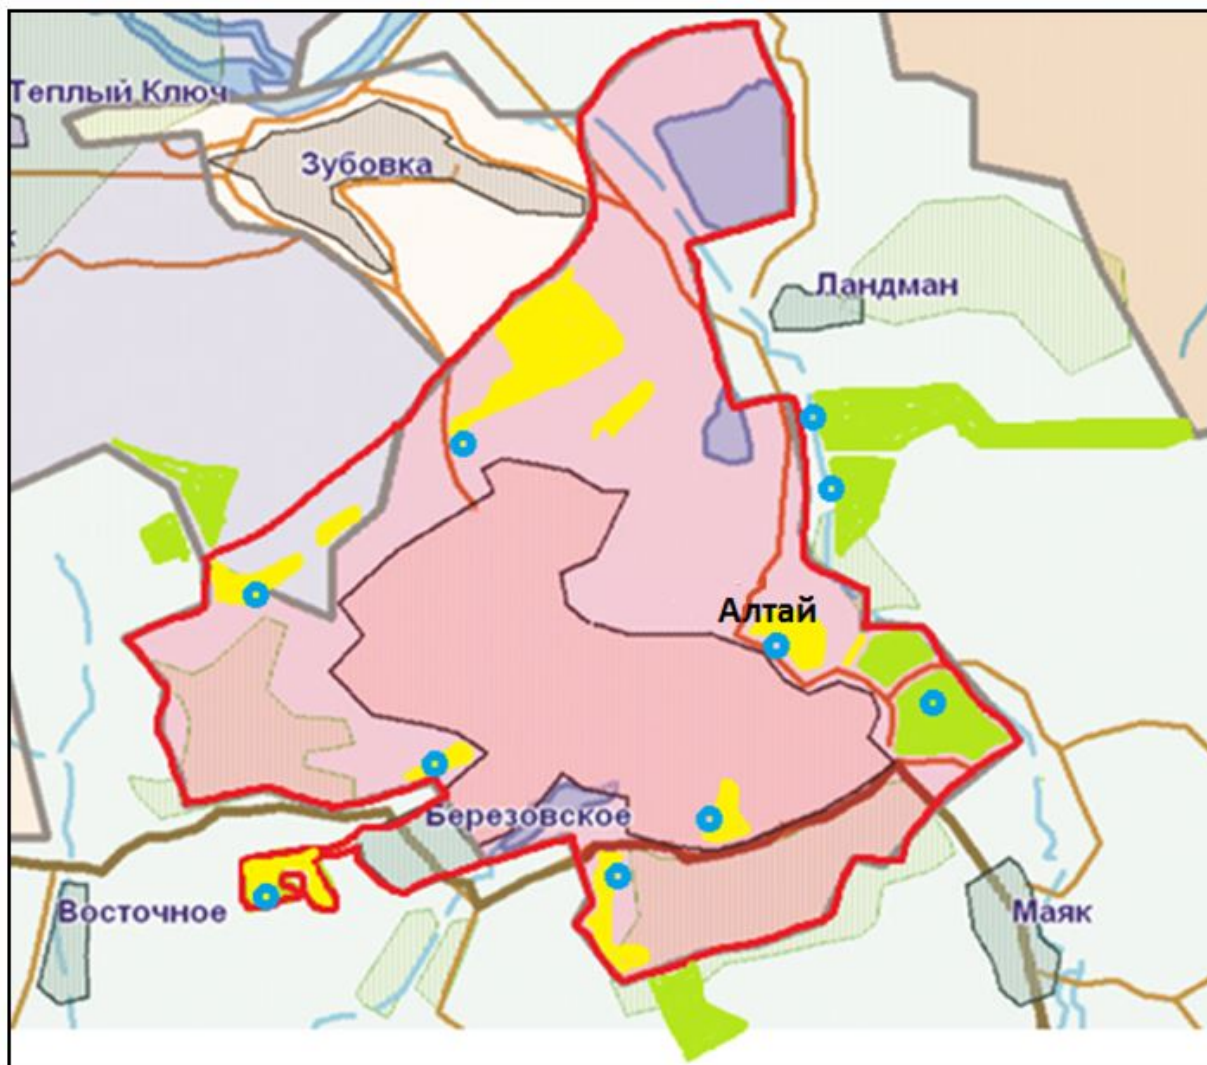 Теплый Ключ
Зубовка
Ландман
Алтай
Березовское
Восточное
Маяк